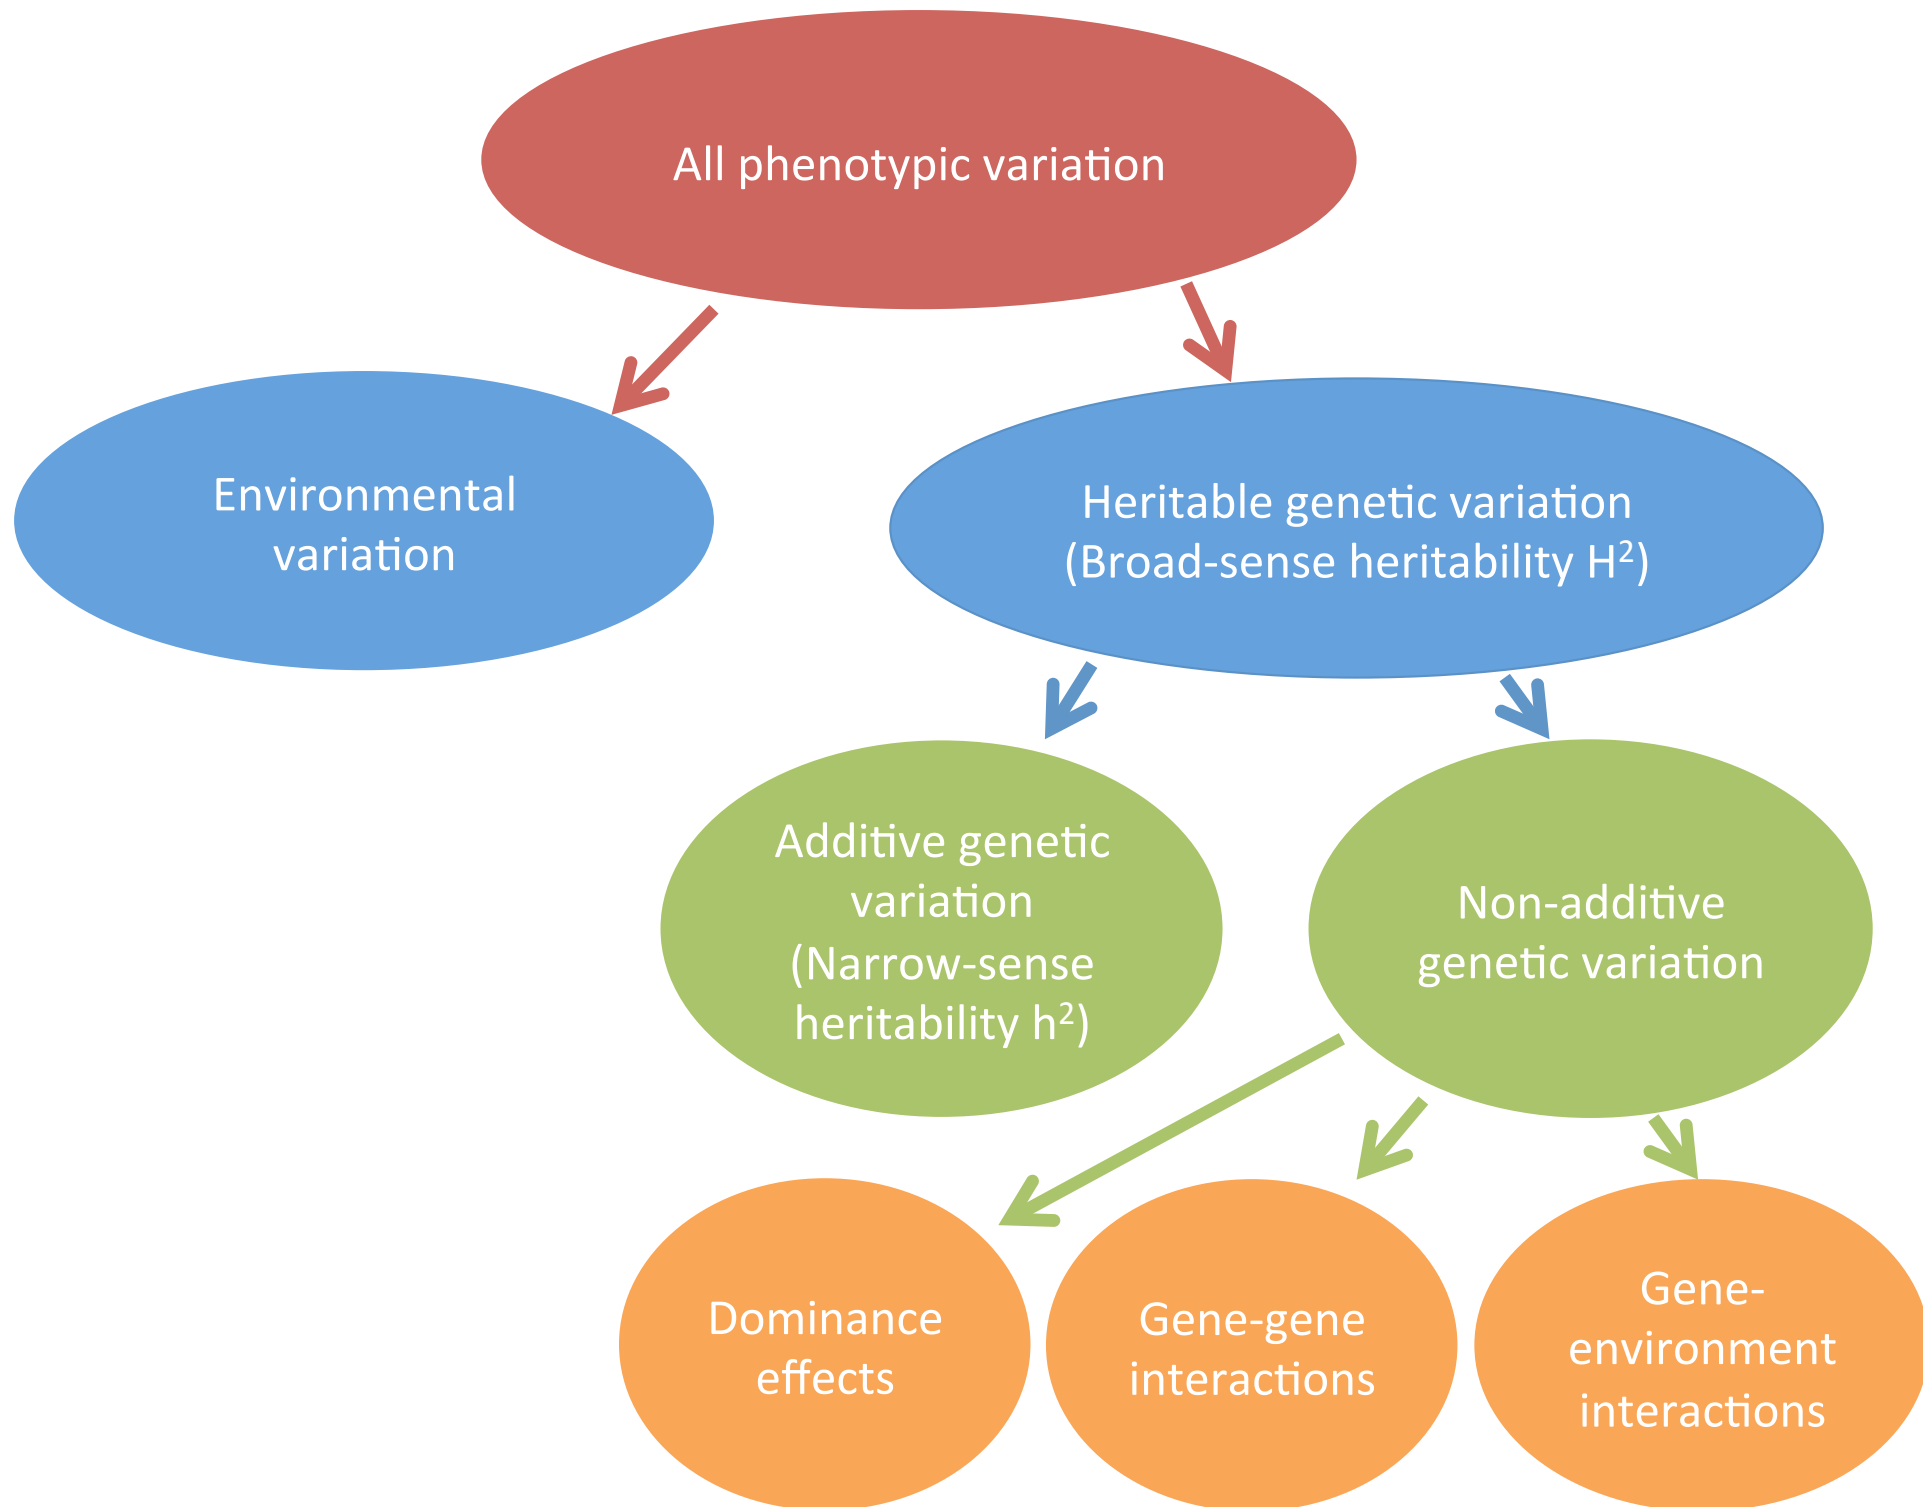 All phenotypic variation
Environmental
variation
Heritable genetic variation
(Broad-sense heritability H²)
Additive genetic
variation
(Narrow-sense
heritability h²)
Non-additive
genetic variation
Dominance
effects
Gene-gene
interactions
Gene-
environment
interactions